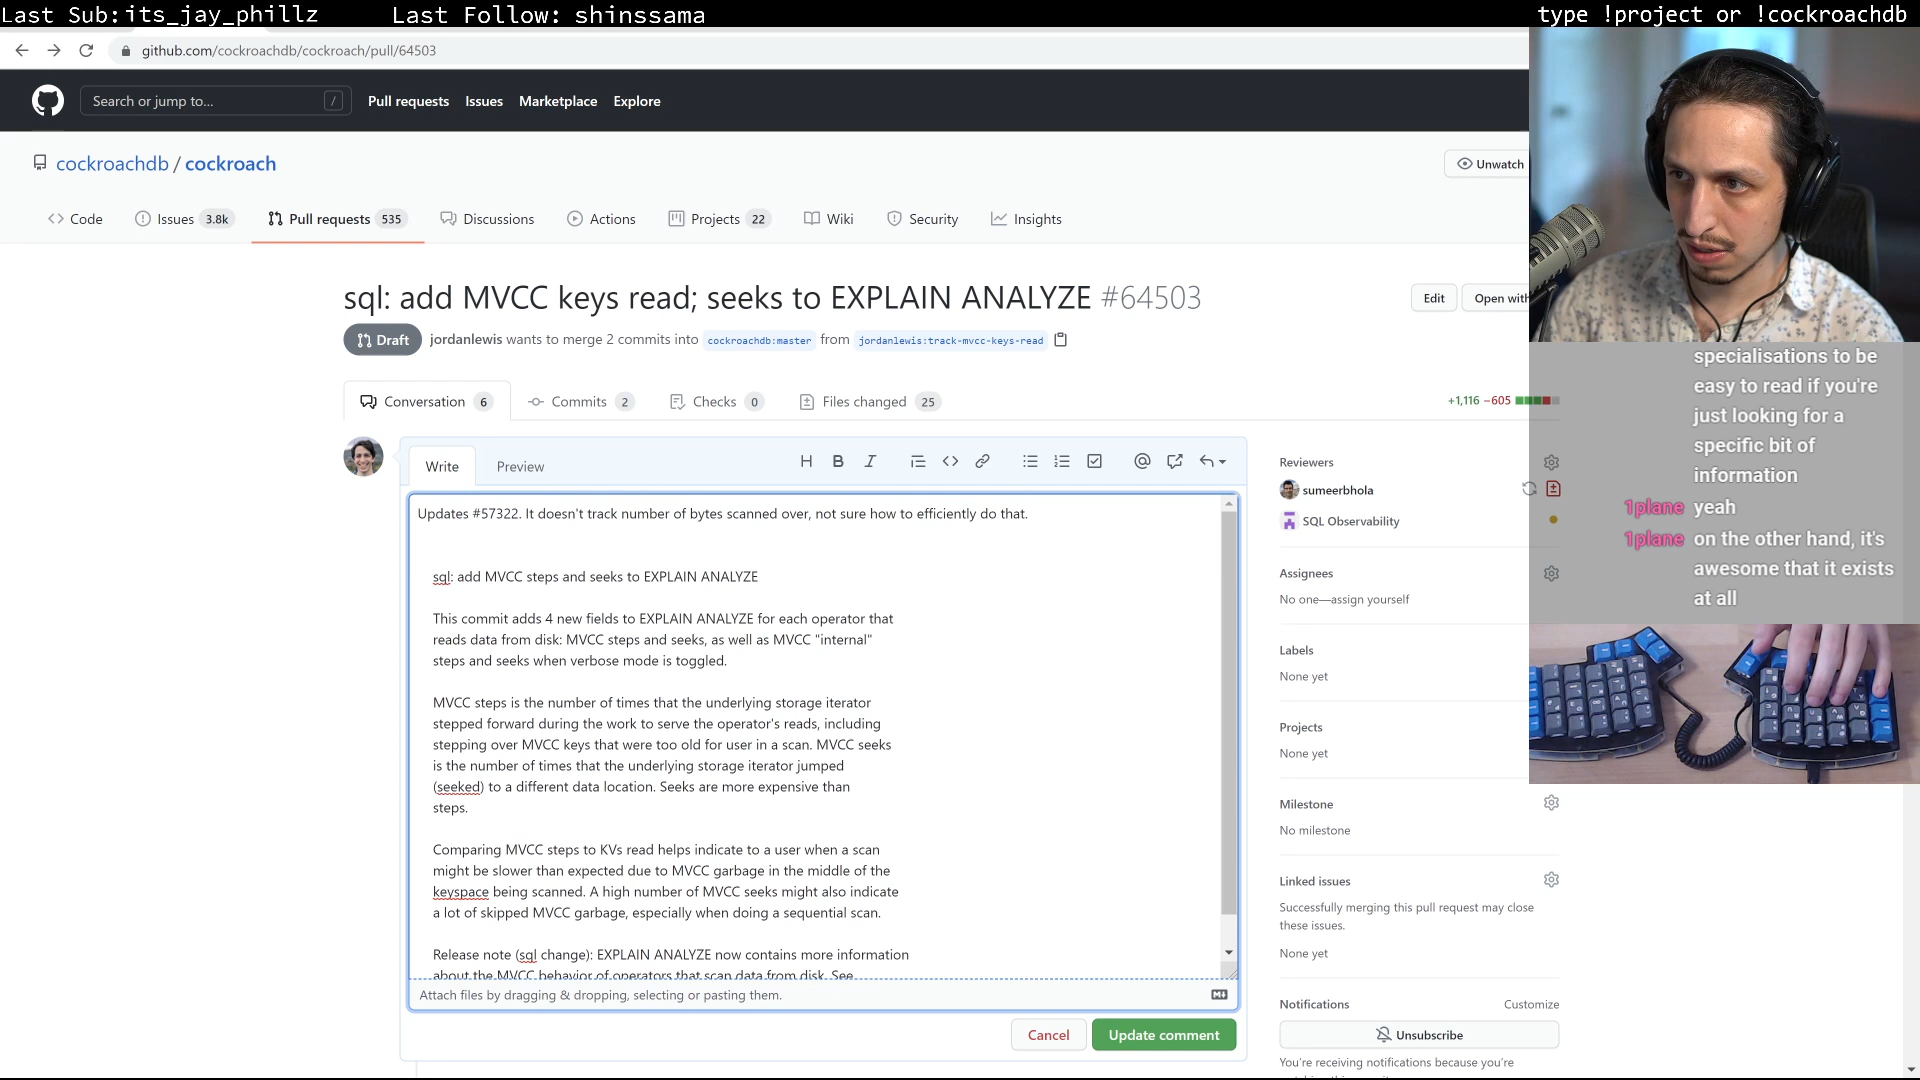 Last Sub:its_jay_phillz
Last Follow: shinssama
type !project or !cockroachdb
github.com/cockroachdb/cockroach/pull/64503
Search or jump to...
/
Pull requests
Issues
Marketplace
Explore
cockroachdb / cockroach
Unwatch
Code
Issues 3.8k
Pull requests 535
Discussions
Actions
Projects 22
Wiki
Security
Insights
sql: add MVCC keys read; seeks to EXPLAIN ANALYZE #64503
Edit
Open with
Draft
jordanlewis wants to merge 2 commits into cockroachdb:master from jordanlewis:track-mvcc-keys-read
Conversation 6
Commits 2
Checks 0
Files changed 25
+1,116 −605
Write
Preview
Updates #57322. It doesn't track number of bytes scanned over, not sure how to efficiently do that.
sql: add MVCC steps and seeks to EXPLAIN ANALYZE
This commit adds 4 new fields to EXPLAIN ANALYZE for each operator that
reads data from disk: MVCC steps and seeks, as well as MVCC "internal"
steps and seeks when verbose mode is toggled.
MVCC steps is the number of times that the underlying storage iterator
stepped forward during the work to serve the operator's reads, including
stepping over MVCC keys that were too old for user in a scan. MVCC seeks
is the number of times that the underlying storage iterator jumped
(seeked) to a different data location. Seeks are more expensive than
steps.
Comparing MVCC steps to KVs read helps indicate to a user when a scan
might be slower than expected due to MVCC garbage in the middle of the
keyspace being scanned. A high number of MVCC seeks might also indicate
a lot of skipped MVCC garbage, especially when doing a sequential scan.
Release note (sql change): EXPLAIN ANALYZE now contains more information
about the MVCC behavior of operators that scan data from disk. See
Attach files by dragging & dropping, selecting or pasting them.
Cancel
Update comment
Reviewers
sumeerbhola
SQL Observability
Assignees
No one—assign yourself
Labels
None yet
Projects
None yet
Milestone
No milestone
Linked issues
Successfully merging this pull request may close
these issues.
None yet
Notifications
Customize
Unsubscribe
You're receiving notifications because you're
specialisations to be
easy to read if you're
just looking for a
specific bit of
information
1plane yeah
1plane on the other hand, it's
awesome that it exists
at all